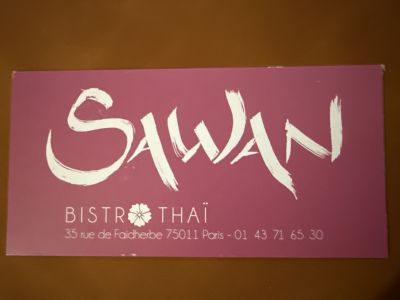 SAWAN
BISTRO THAÏ
35 rue de Faidherbe 75011 Paris - 01 43 71 65 30